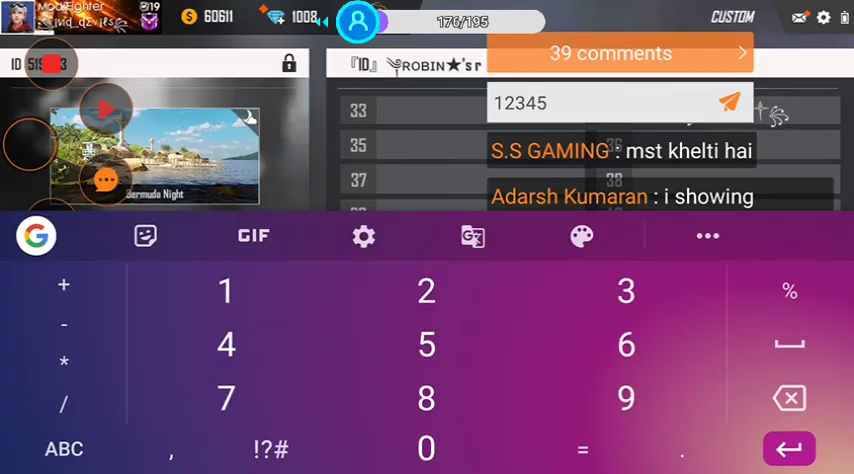 Mod Fighter 19 60611 1008 176/195 CUSTOM
ID
『ID』 ༆ROBIN★'s r 39 comments
12345
33
35 36
S.S GAMING : mst khelti hai
37 38
Adarsh Kumaran : i showing
Bermuda Night
G GIF
+ 1 2 3 %
- 4 5 6
*
/ 7 8 9
ABC , !?# 0 = .